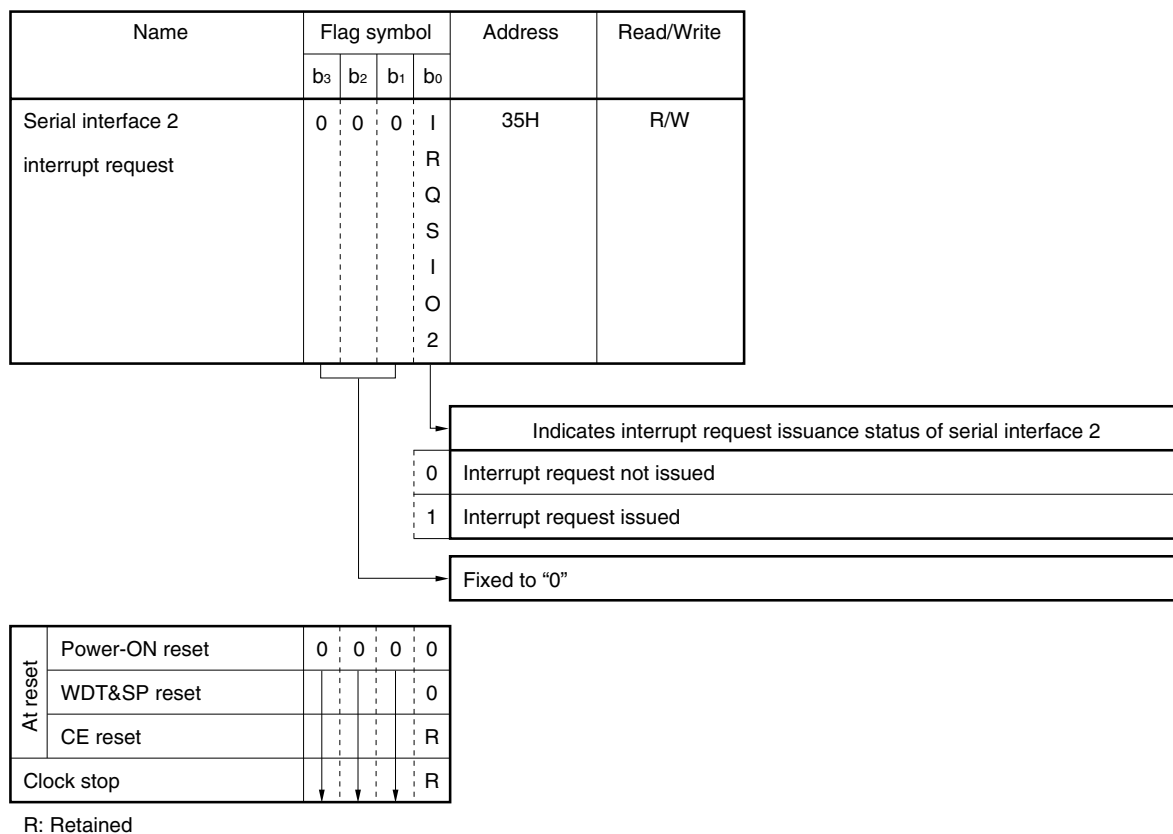 Name Flag symbol Address Read/Write
b3 b2 b1 b0
Serial interface 2 0 0 0 I 35H R/W
interrupt request R
Q
S
I
O
2
Indicates interrupt request issuance status of serial interface 2
0 Interrupt request not issued
1 Interrupt request issued
Fixed to “0”
At reset
Power-ON reset 0 0 0 0
WDT&SP reset 0
CE reset R
Clock stop R
R: Retained